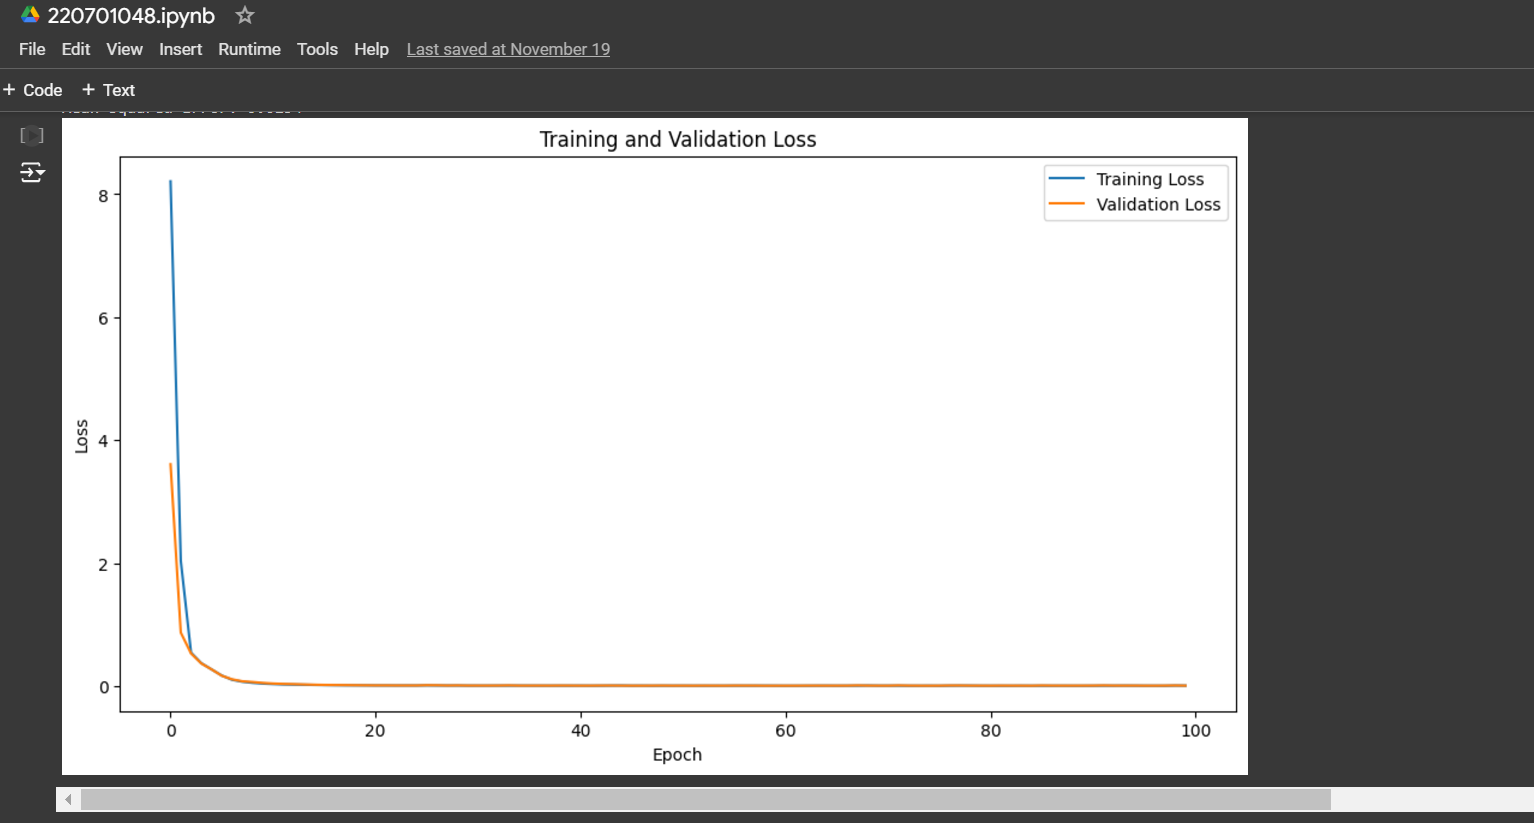 220701048.ipynb
File Edit View Insert Runtime Tools Help Last saved at November 19
+ Code + Text
Training and Validation Loss
Training Loss
Validation Loss
8
6
4
2
0
Loss
0 20 40 60 80 100
Epoch